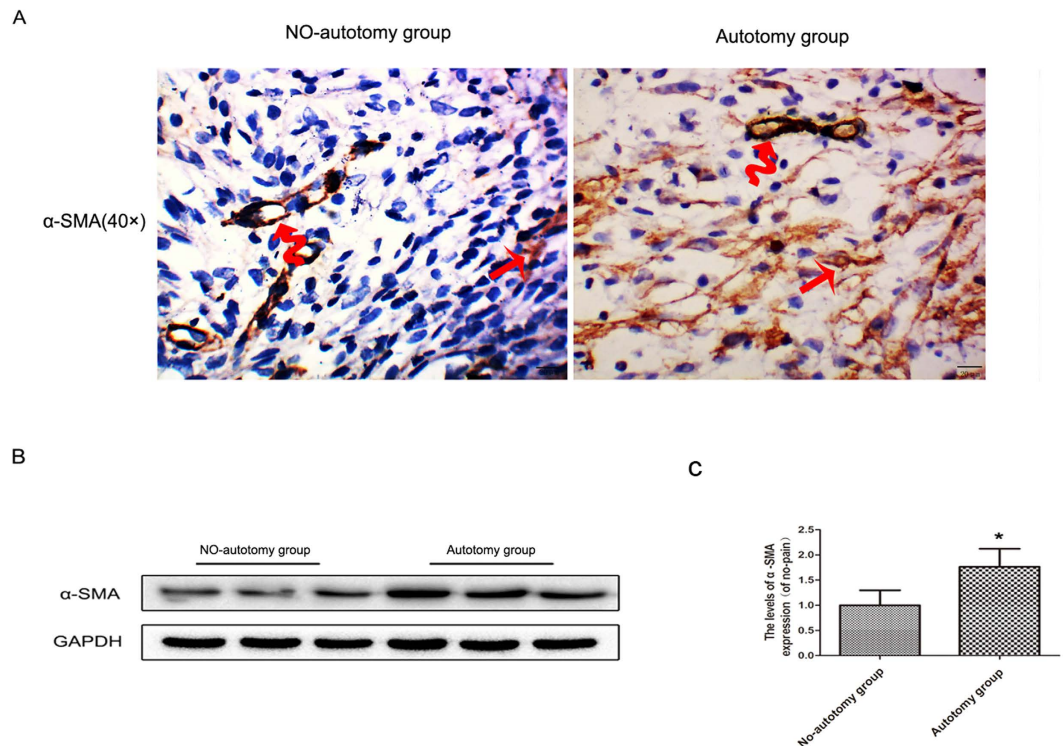 A
NO-autotomy group
Autotomy group
α-SMA(40×)
B
NO-autotomy group
Autotomy group
α-SMA
GAPDH
C
The levels of α -SMA
expression (of no-pain)
2.5
2.0
1.5
1.0
0.5
0.0
*
No-autotomy group
Autotomy group